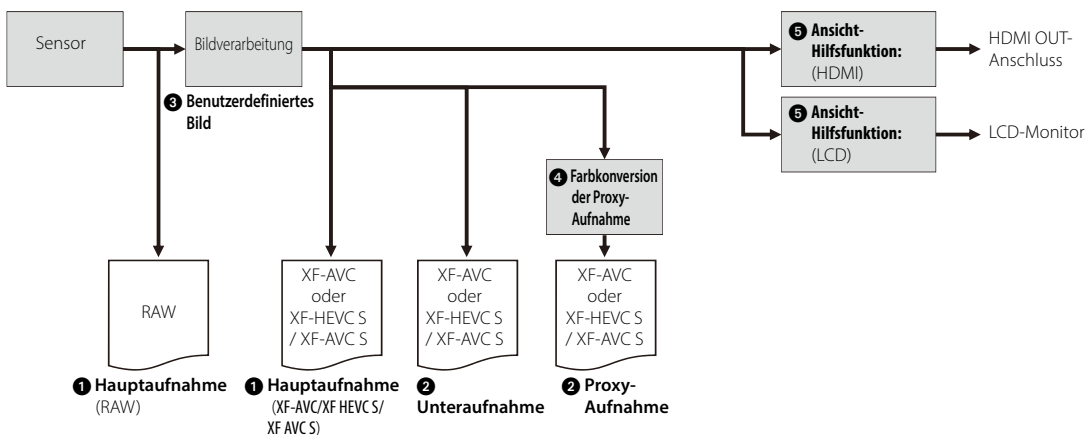 Sensor
Bildverarbeitung
❸ Benutzerdefiniertes
Bild
❺ Ansicht-
Hilfsfunktion:
(HDMI)
HDMI OUT-
Anschluss
❺ Ansicht-
Hilfsfunktion:
(LCD)
LCD-Monitor
❹ Farbkonversion
der Proxy-
Aufnahme
RAW
XF-AVC
oder
XF-HEVC S
/ XF-AVC S
XF-AVC
oder
XF-HEVC S
/ XF-AVC S
XF-AVC
oder
XF-HEVC S
/ XF-AVC S
❶ Hauptaufnahme
(RAW)
❶ Hauptaufnahme
(XF-AVC/XF HEVC S/
XF AVC S)
❷
Unteraufnahme
❷ Proxy-
Aufnahme